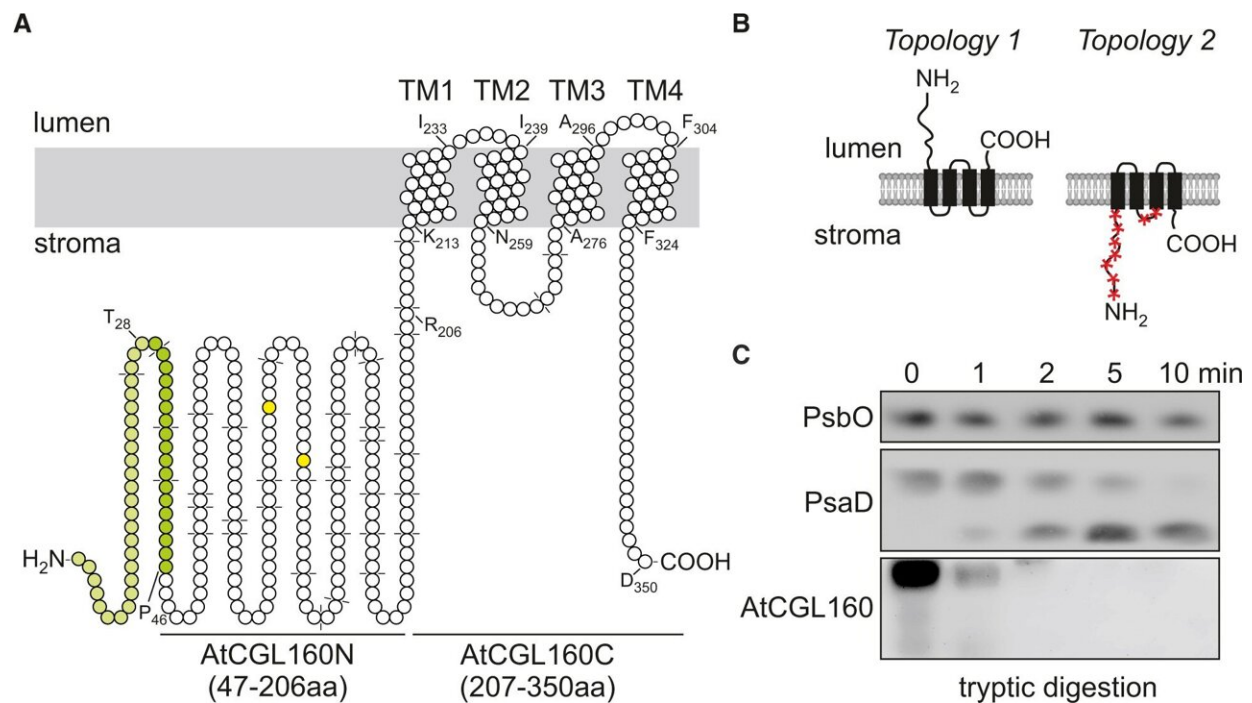 A
TM1 TM2 TM3 TM4
I233 I239 A296 F304
lumen
stroma
K213 N259 A276 F324
T28
R206
H2N
P46
D350
COOH
AtCGL160N
(47-206aa)
AtCGL160C
(207-350aa)
B
Topology 1 Topology 2
NH2
COOH
lumen
stroma
COOH
NH2
C
0 1 2 5 10 min
PsbO
PsaD
AtCGL160
tryptic digestion